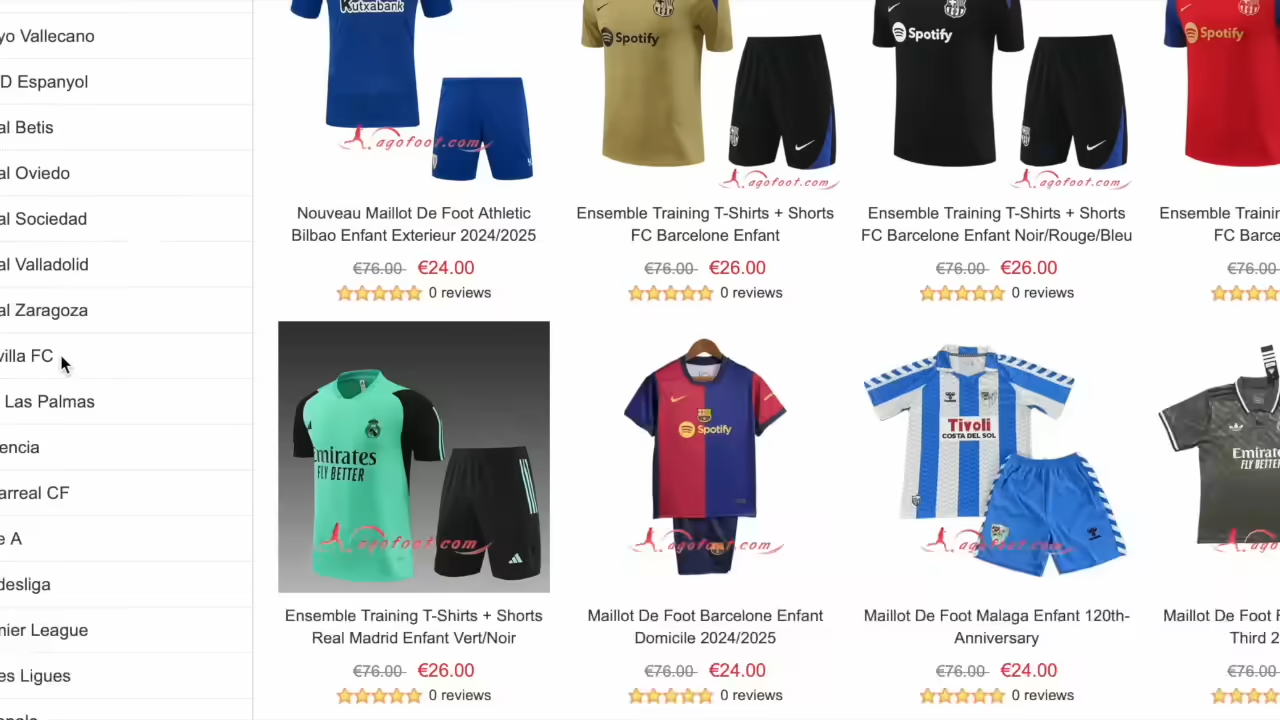 yo Vallecano
D Espanyol
al Betis
al Oviedo
al Sociedad
al Valladolid
al Zaragoza
villa FC
Las Palmas
encia
arreal CF
e A
desliga
mier League
es Ligues
Kutxabank
agofoot.com
Nouveau Maillot De Foot Athletic
Bilbao Enfant Exterieur 2024/2025
€76.00 €24.00
0 reviews
Spotify
agofoot.com
Ensemble Training T-Shirts + Shorts
FC Barcelone Enfant
€76.00 €26.00
0 reviews
Spotify
agofoot.com
Ensemble Training T-Shirts + Shorts
FC Barcelone Enfant Noir/Rouge/Bleu
€76.00 €26.00
0 reviews
Spotify
Ensemble Traini
FC Barce
€76.00
Emirates
FLY BETTER
agofoot.com
Ensemble Training T-Shirts + Shorts
Real Madrid Enfant Vert/Noir
€76.00 €26.00
0 reviews
Spotify
agofoot.com
Maillot De Foot Barcelone Enfant
Domicile 2024/2025
€76.00 €24.00
0 reviews
Tivoli
COSTA DEL SOL
agofoot.com
Maillot De Foot Malaga Enfant 120th-
Anniversary
€76.00 €24.00
0 reviews
Emirate
FLY BETTE
agofo
Maillot De Foot
Third 2
€76.00